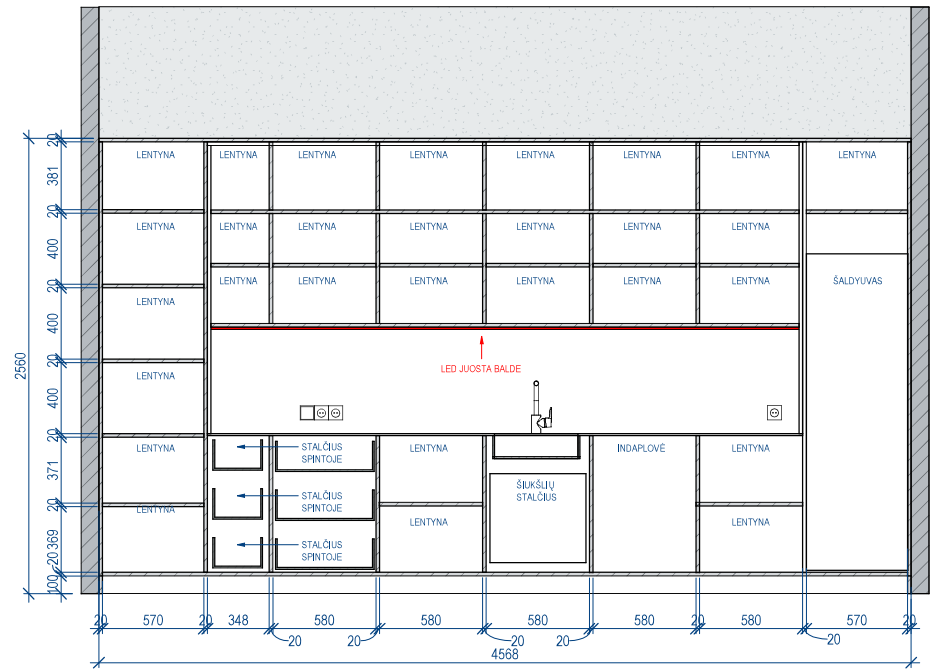 20
LENTYNA LENTYNA LENTYNA LENTYNA LENTYNA LENTYNA LENTYNA LENTYNA
381
20
LENTYNA LENTYNA LENTYNA LENTYNA LENTYNA LENTYNA LENTYNA
400
LENTYNA LENTYNA LENTYNA LENTYNA LENTYNA LENTYNA ŠALDYUVAS
20
LENTYNA
400
2560
20
LED JUOSTA BALDE
LENTYNA
400
20
LENTYNA
STALČIUS
SPINTOJE
LENTYNA
INDAPLOVĖ
LENTYNA
371
ŠIUKŠLIŲ
STALČIUS
STALČIUS
SPINTOJE
20
LENTYNA
LENTYNA
LENTYNA
369
STALČIUS
SPINTOJE
20
100
20 570 20 348 580 580 580 580 20 580 570 20
20 20 20 20 20
4568